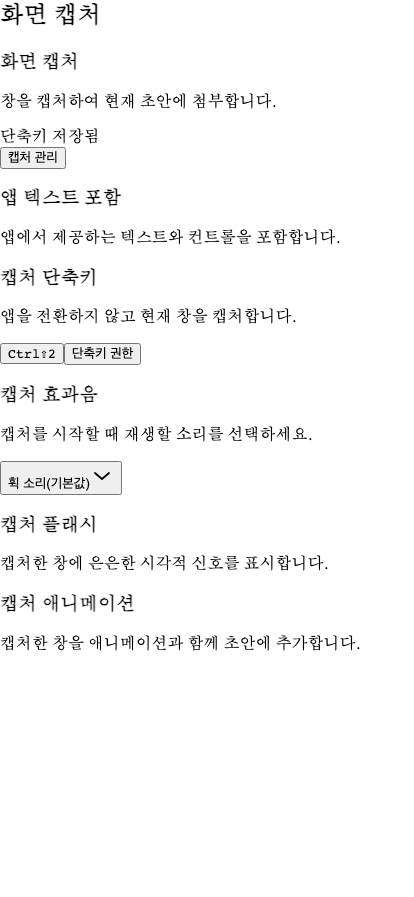 화면 캡처
화면 캡처
창을 캡처하여 현재 초안에 첨부합니다.
단축키 저장됨
캡처 관리
앱 텍스트 포함
앱에서 제공하는 텍스트와 컨트롤을 포함합니다.
캡처 단축키
앱을 전환하지 않고 현재 창을 캡처합니다.
Ctrl⇧2 단축키 권한
캡처 효과음
캡처를 시작할 때 재생할 소리를 선택하세요.
휙 소리(기본값)
캡처 플래시
캡처한 창에 은은한 시각적 신호를 표시합니다.
캡처 애니메이션
캡처한 창을 애니메이션과 함께 초안에 추가합니다.